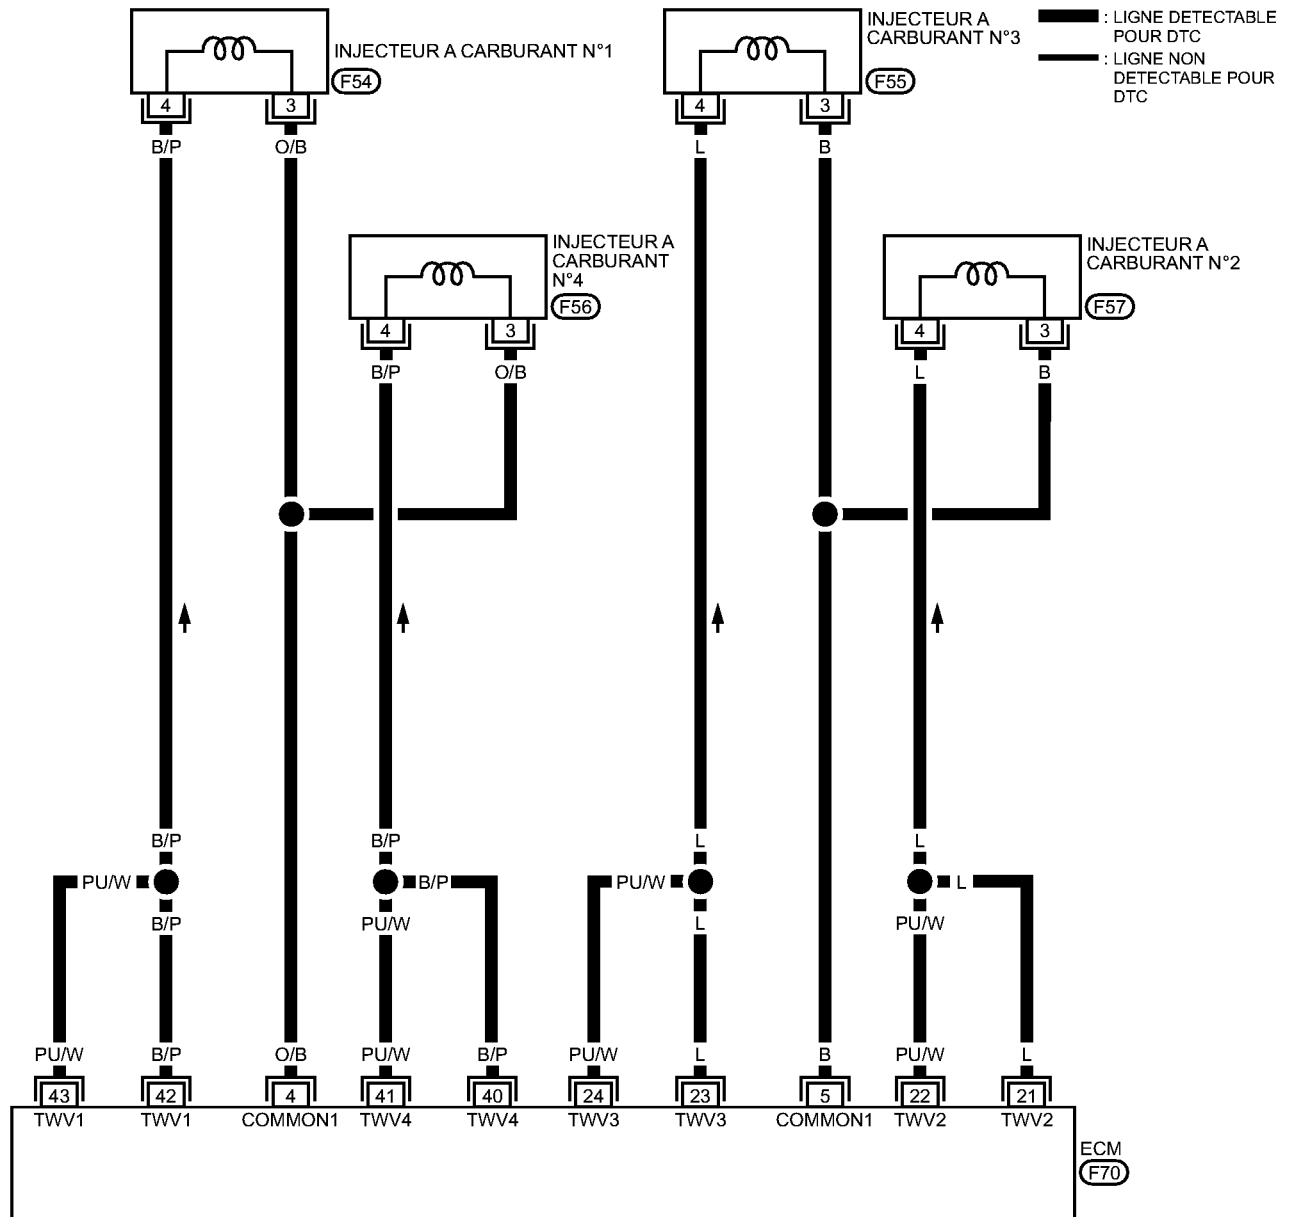 INJECTEUR A CARBURANT N°1
F54
4
3
B/P
O/B
INJECTEUR A
CARBURANT N°3
F55
4
3
L
B
: LIGNE DETECTABLE
POUR DTC
: LIGNE NON
DETECTABLE POUR
DTC
INJECTEUR A
CARBURANT
N°4
F56
4
3
B/P
O/B
INJECTEUR A
CARBURANT N°2
F57
4
3
L
B
B/P
B/P
L
L
PU/W
B/P
PU/W
L
B/P
PU/W
L
PU/W
PU/W
B/P
O/B
PU/W
B/P
PU/W
L
B
PU/W
L
43
42
4
41
40
24
23
5
22
21
TWV1
TWV1
COMMON1
TWV4
TWV4
TWV3
TWV3
COMMON1
TWV2
TWV2
ECM
F70